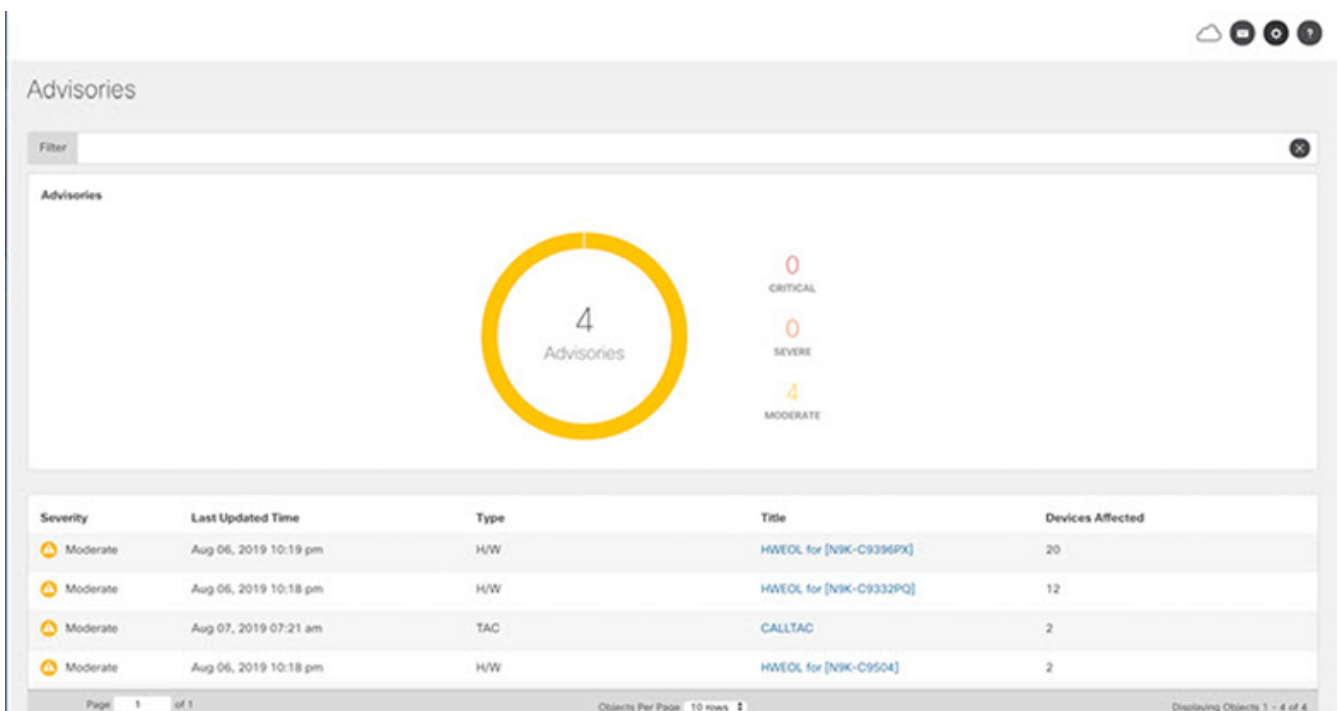 ?
Advisories
Filter
Advisories
4
Advisories
0
CRITICAL
0
SEVERE
4
MODERATE
Severity Last Updated Time Type Title Devices Affected
Moderate Aug 06, 2019 10:19 pm H/W HWEOL for [N9K-C9396PX] 20
Moderate Aug 06, 2019 10:18 pm H/W HWEOL for [N9K-C9332PQ] 12
Moderate Aug 07, 2019 07:21 am TAC CALLTAC 2
Moderate Aug 06, 2019 10:18 pm H/W HWEOL for [N9K-C9504] 2
Page 1 of 1 Objects Per Page 10 rows Displaying Objects 1 - 4 of 4